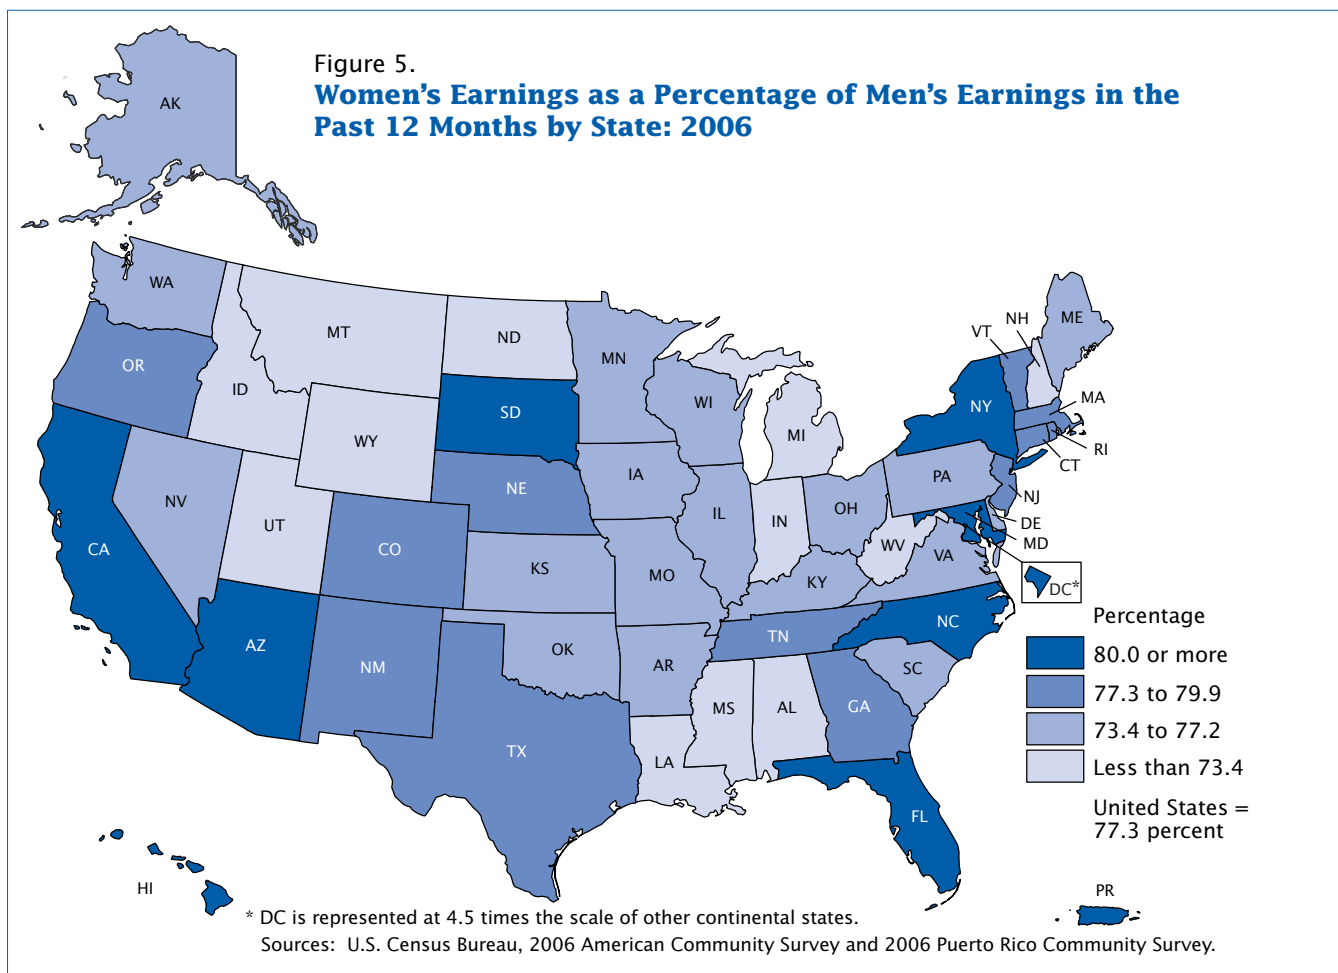 Figure 5.
Women's Earnings as a Percentage of Men's Earnings in the
Past 12 Months by State: 2006
AK
WA
OR
CA
ID
NV
MT
WY
UT
AZ
ND
SD
NE
CO
NM
KS
OK
TX
MN
IA
MO
AR
LA
WI
IL
MI
IN
OH
KY
TN
MS
AL
GA
FL
SC
NC
VA
WV
PA
NY
VT
NH
ME
MA
RI
CT
NJ
DE
MD
DC*
HI
PR
Percentage
80.0 or more
77.3 to 79.9
73.4 to 77.2
Less than 73.4
United States =
77.3 percent
* DC is represented at 4.5 times the scale of other continental states.
Sources: U.S. Census Bureau, 2006 American Community Survey and 2006 Puerto Rico Community Survey.